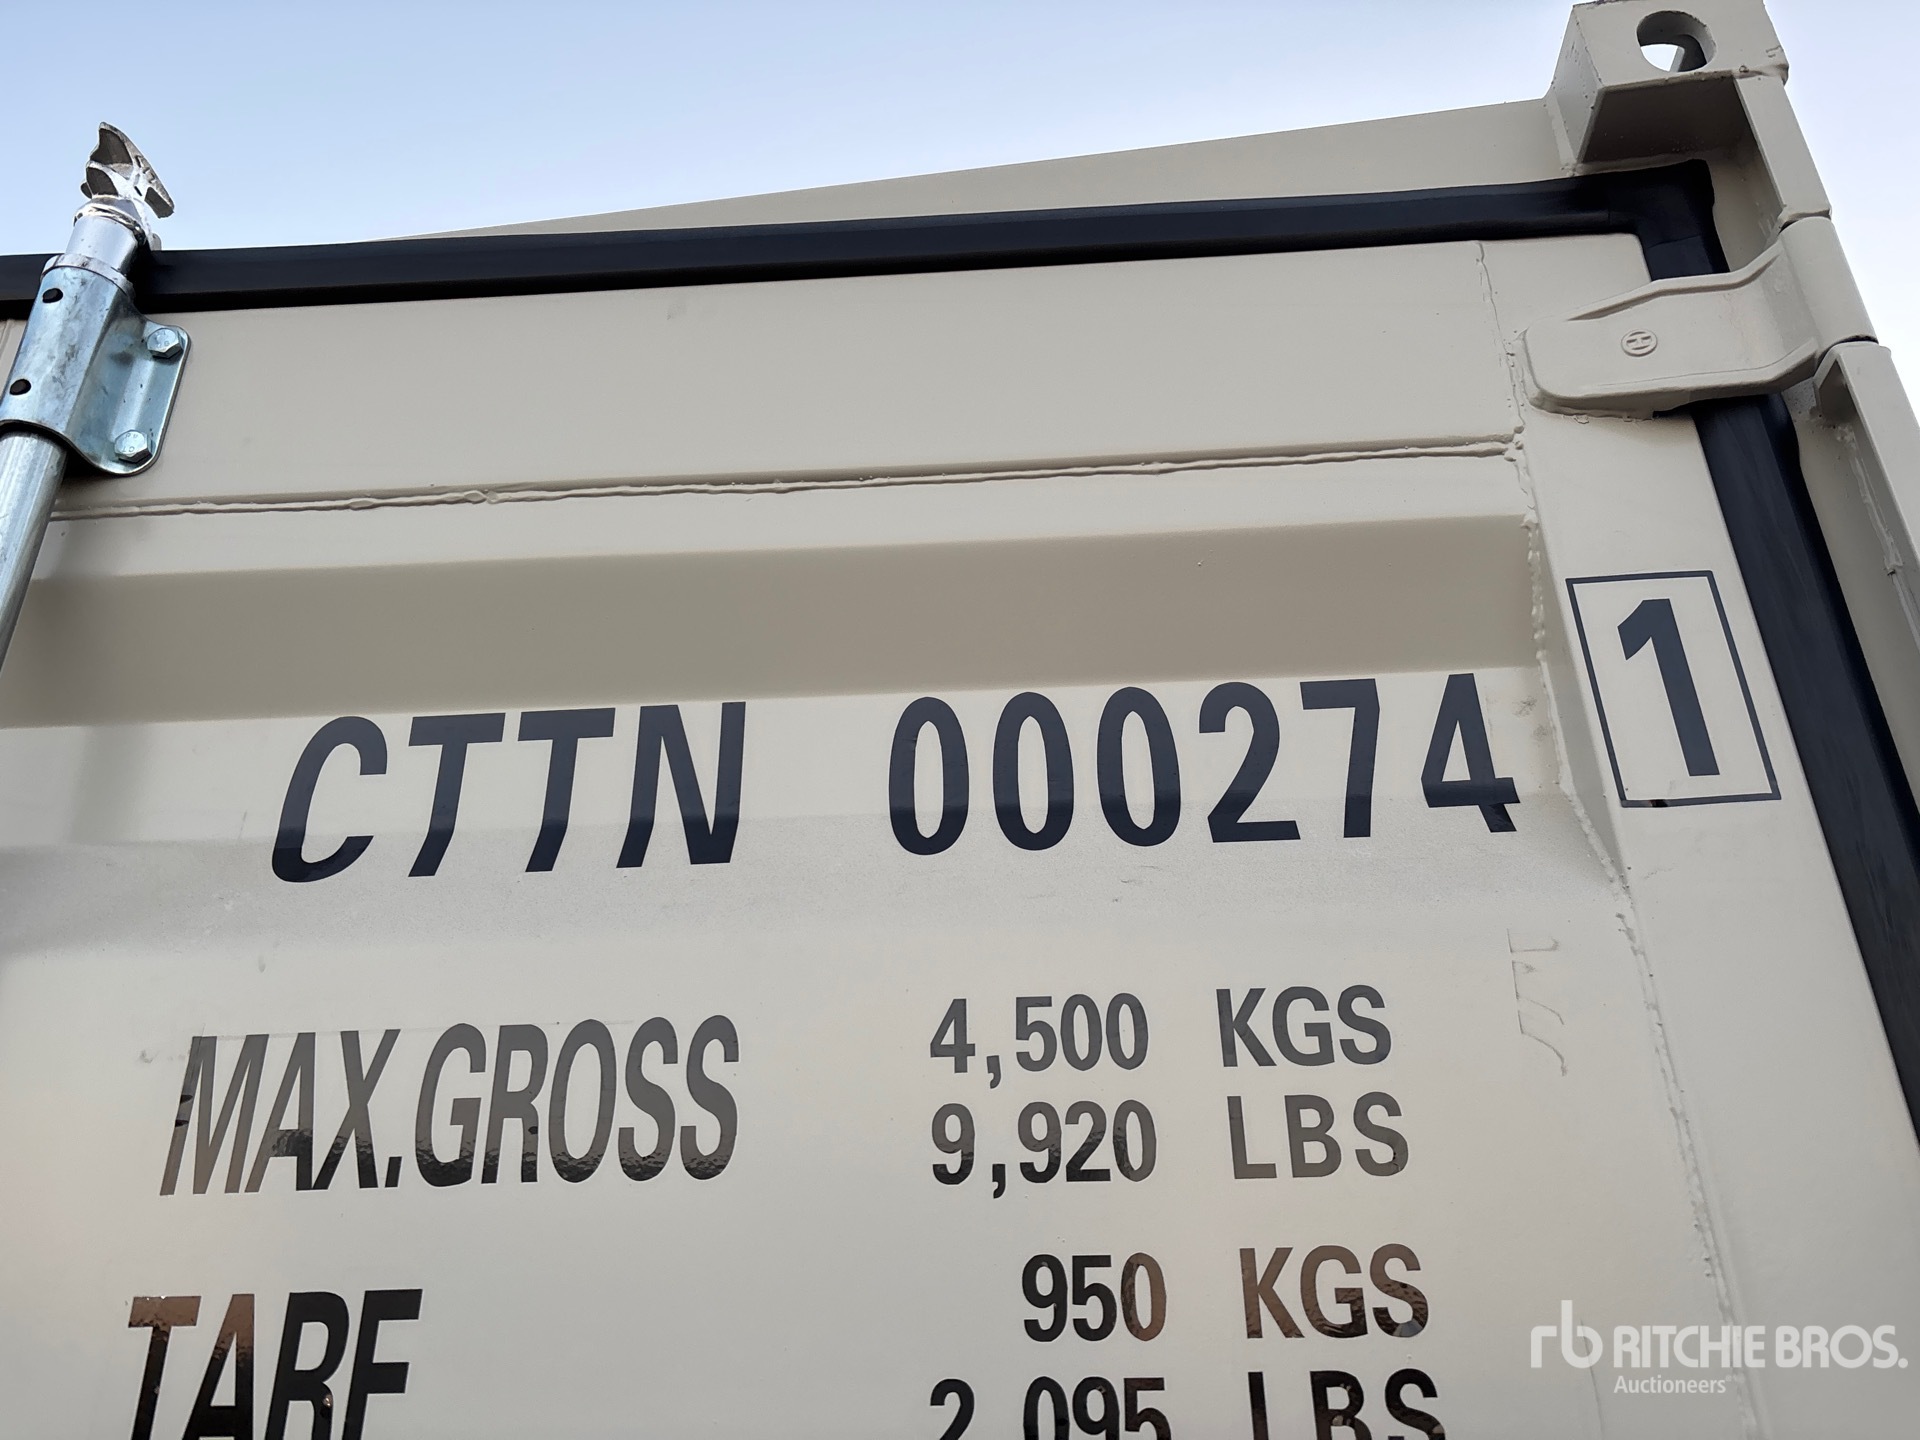 CTTN 000274 1
MAX.GROSS 4,500 KGS
9,920 LBS
TARE 950 KGS
2,095 LBS
rb RITCHIE BROS.
Auctioneers